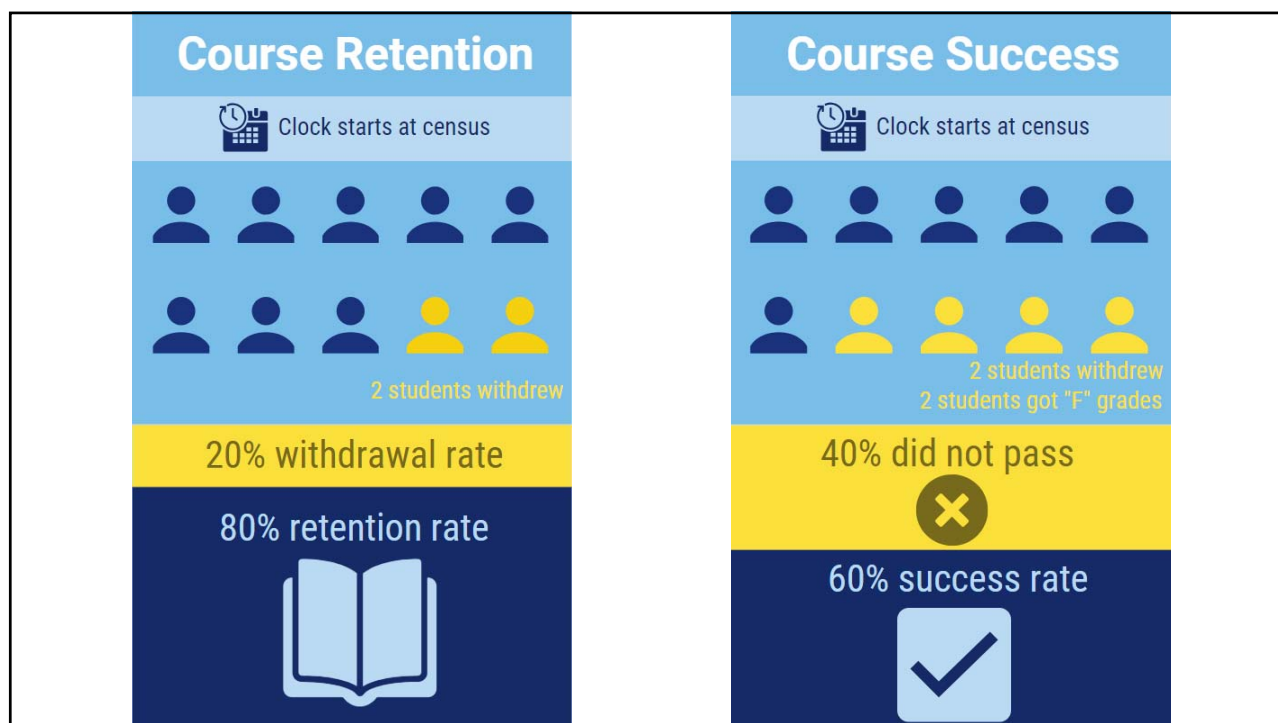 Course Retention
Clock starts at census
2 students withdrew
20% withdrawal rate
80% retention rate
Course Success
Clock starts at census
2 students withdrew
2 students got "F" grades
40% did not pass
60% success rate